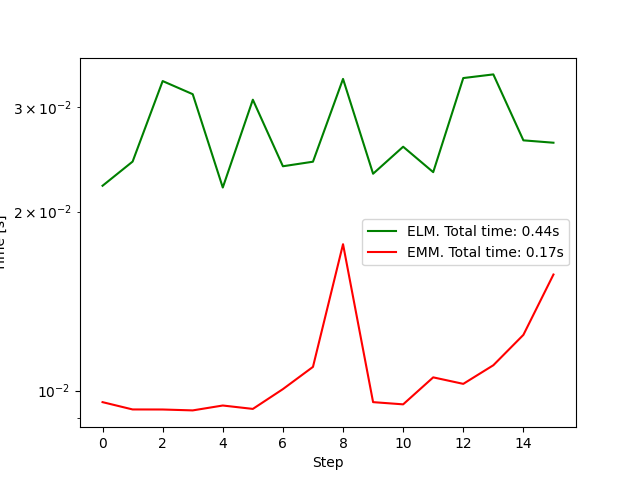 3 × 10⁻²
2 × 10⁻²
10⁻²
Time [s]
ELM. Total time: 0.44s
EMM. Total time: 0.17s
0 2 4 6 8 10 12 14
Step